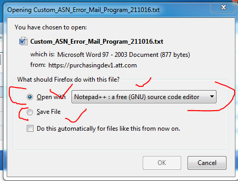 Opening Custom_ASN_Error_Mail_Program_211016.txt
You have chosen to open:
Custom_ASN_Error_Mail_Program_211016.txt
which is: Microsoft Word 97 - 2003 Document (877 bytes)
from: https://purchasingdev1.att.com
What should Firefox do with this file?
Open with Notepad++ : a free (GNU) source code editor
Save File
Do this automatically for files like this from now on.
OK Cancel